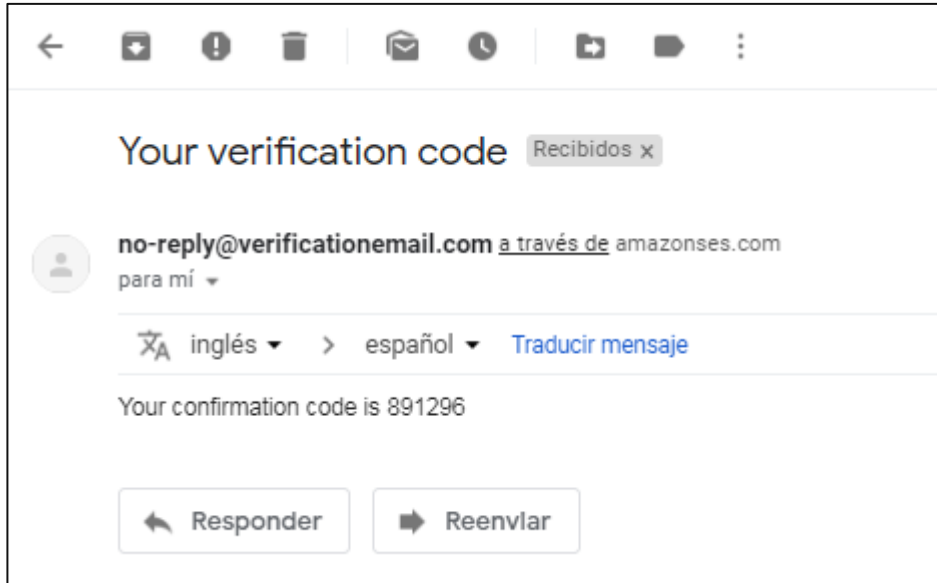 Your verification code Recibidos x
no-reply@verificationemail.com a través de amazonses.com
para mí
inglés > español Traducir mensaje
Your confirmation code is 891296
Responder Reenviar